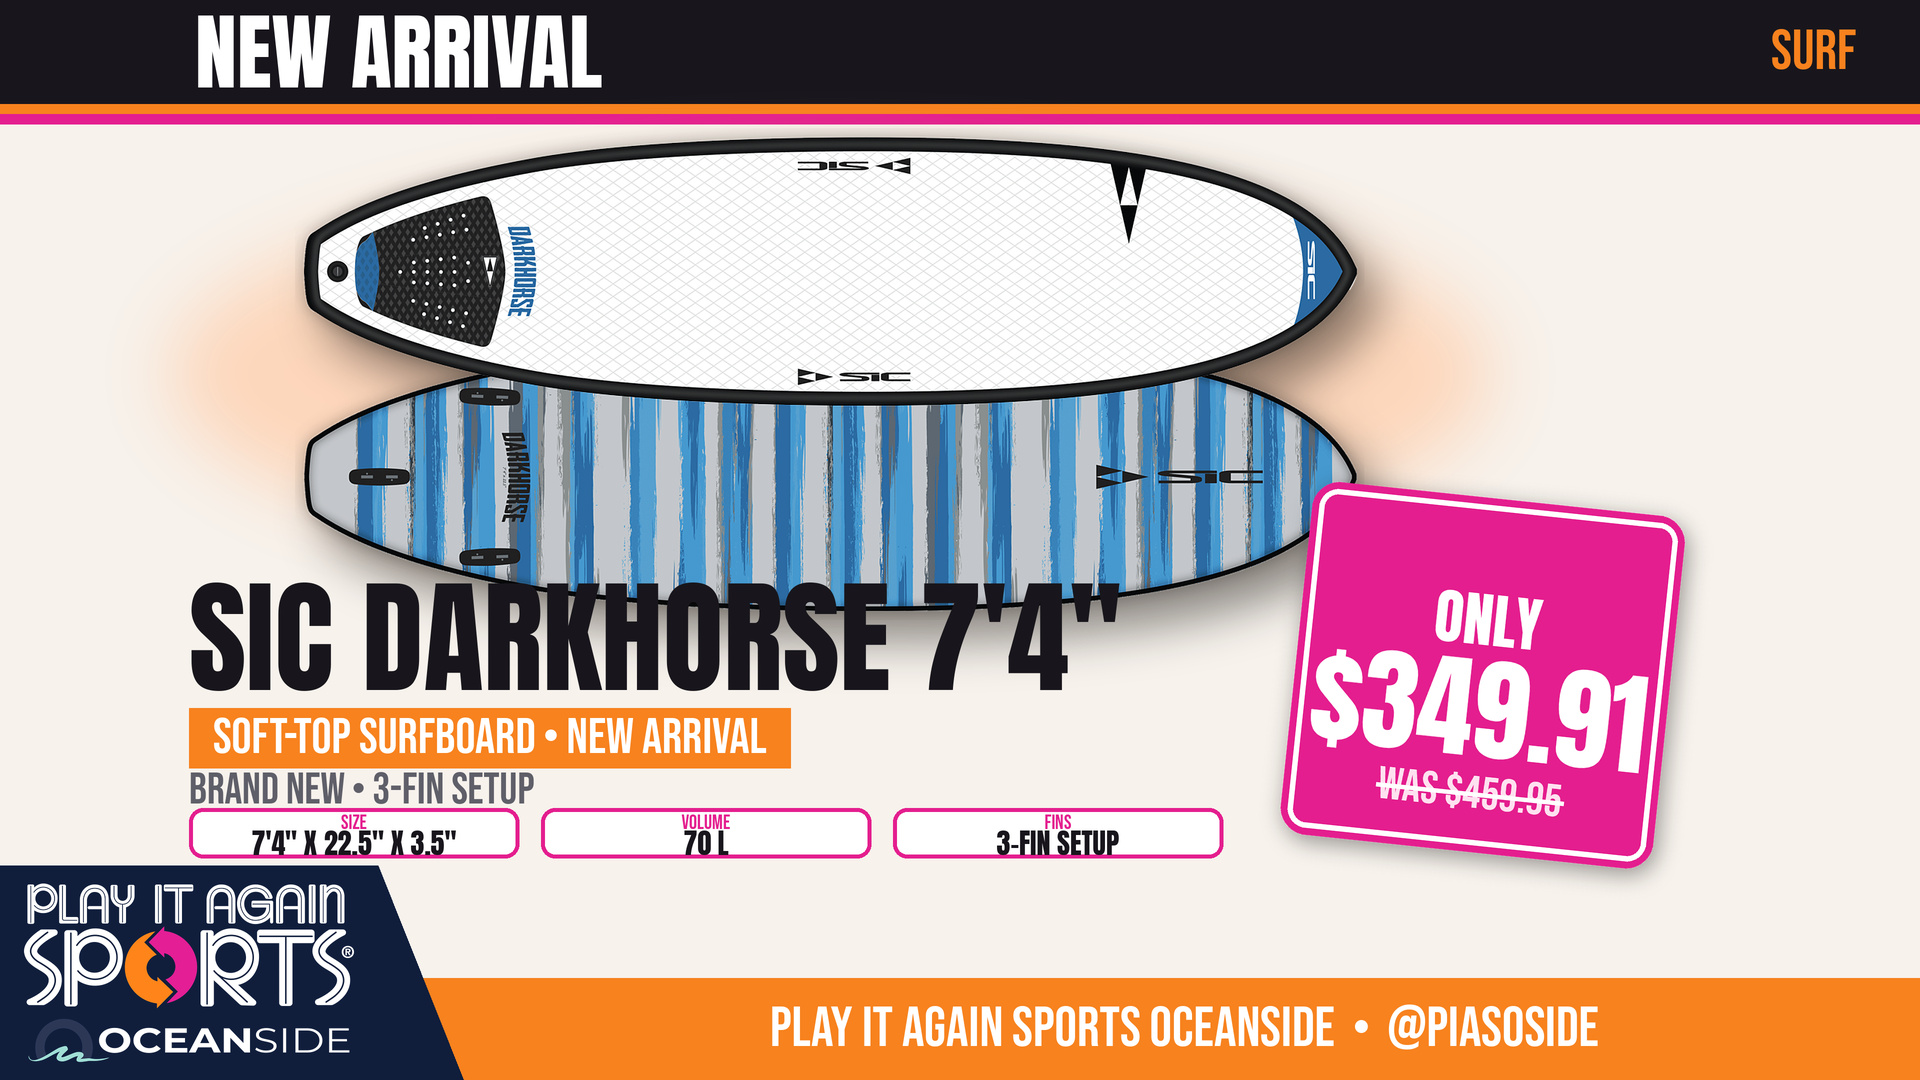 NEW ARRIVAL
SURF
SIC
DARKHORSE
SIC
SIC
DARKHORSE
SIC
SIC DARKHORSE 7'4"
SOFT-TOP SURFBOARD • NEW ARRIVAL
BRAND NEW • 3-FIN SETUP
SIZE
7'4" X 22.5" X 3.5"
VOLUME
70 L
FINS
3-FIN SETUP
ONLY
$349.91
WAS $459.95
PLAY IT AGAIN
SPORTS®
OCEANSIDE
PLAY IT AGAIN SPORTS OCEANSIDE • @PIASOSIDE